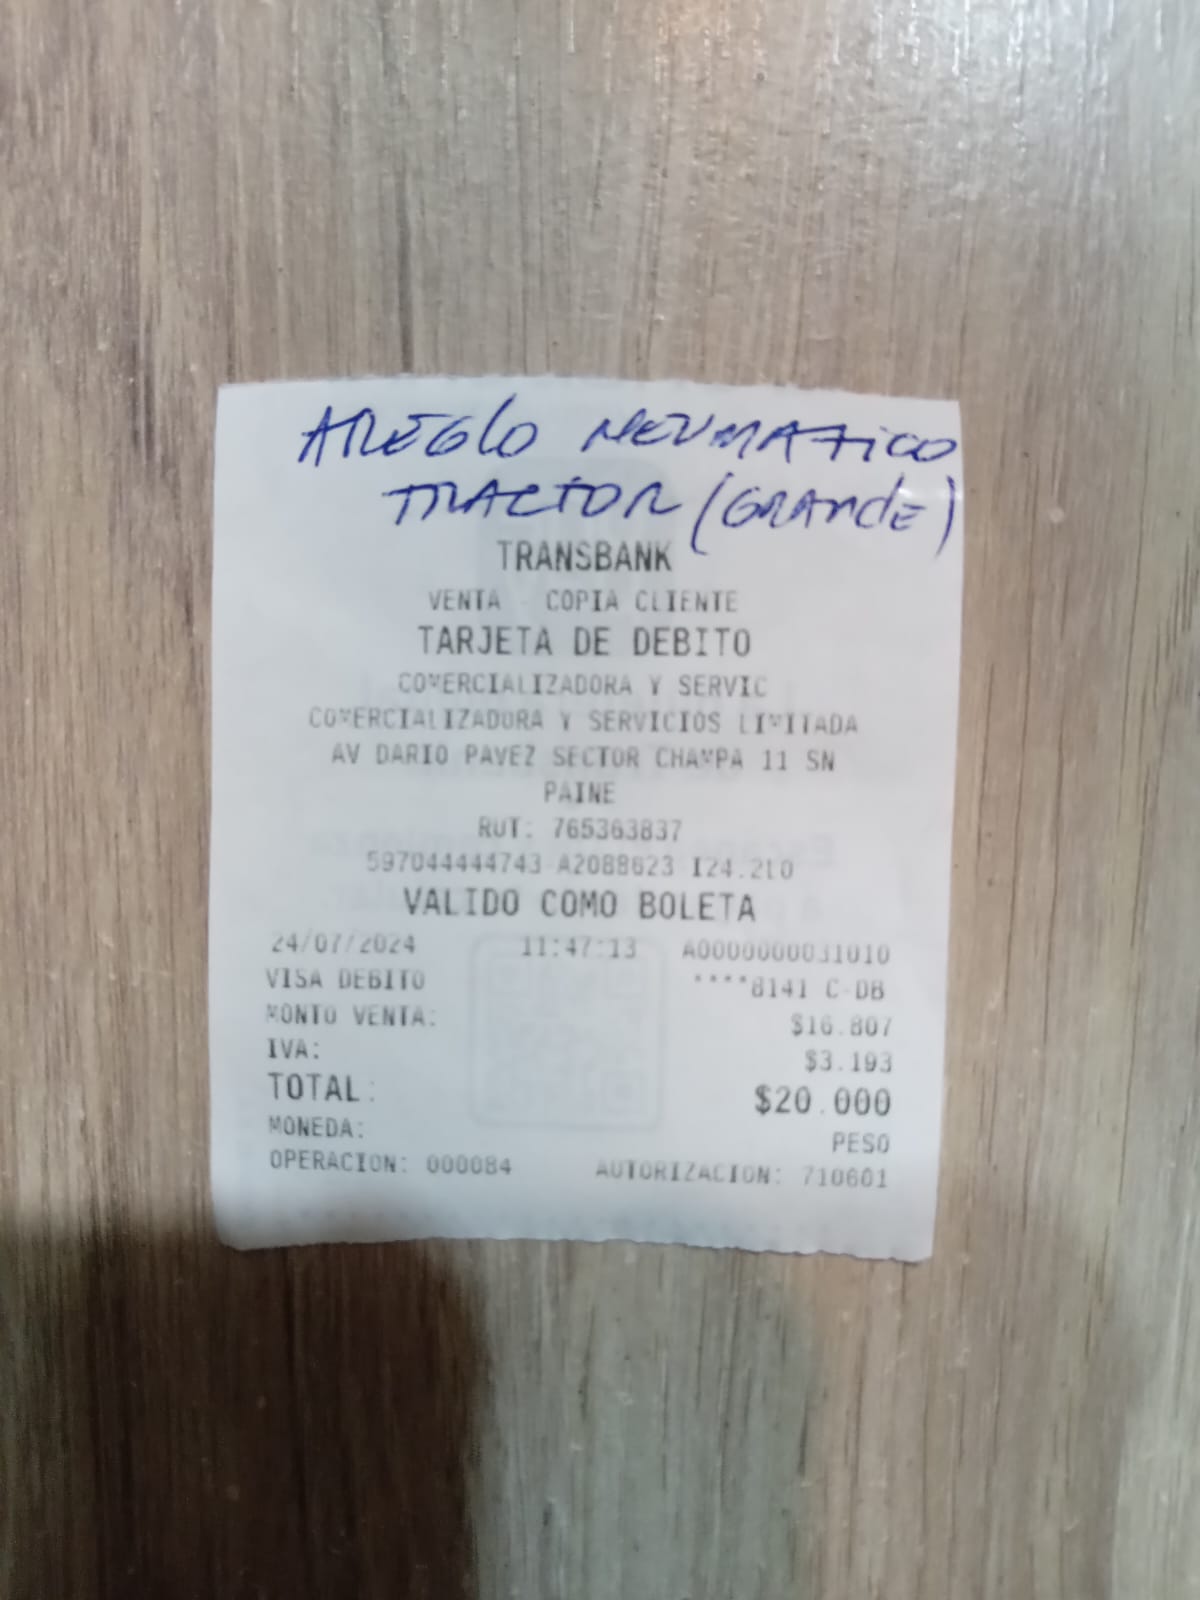 AREGLO NEUMATICO
TRACTOR (GRANDE)
TRANSBANK
VENTA - COPIA CLIENTE
TARJETA DE DEBITO
COMERCIALIZADORA Y SERVIC
COMERCIALIZADORA Y SERVICIOS LIMITADA
AV DARIO PAVEZ SECTOR CHAMPA 11 SN
PAINE
RUT: 765363837
597044444743 A2088623 I24.2L0
VALIDO COMO BOLETA
24/07/2024 11:47:13 A0000000031010
VISA DEBITO ****8141 C-DB
MONTO VENTA: $16.807
IVA: $3.193
TOTAL: $20.000
MONEDA: PESO
OPERACION: 000084 AUTORIZACION: 710601